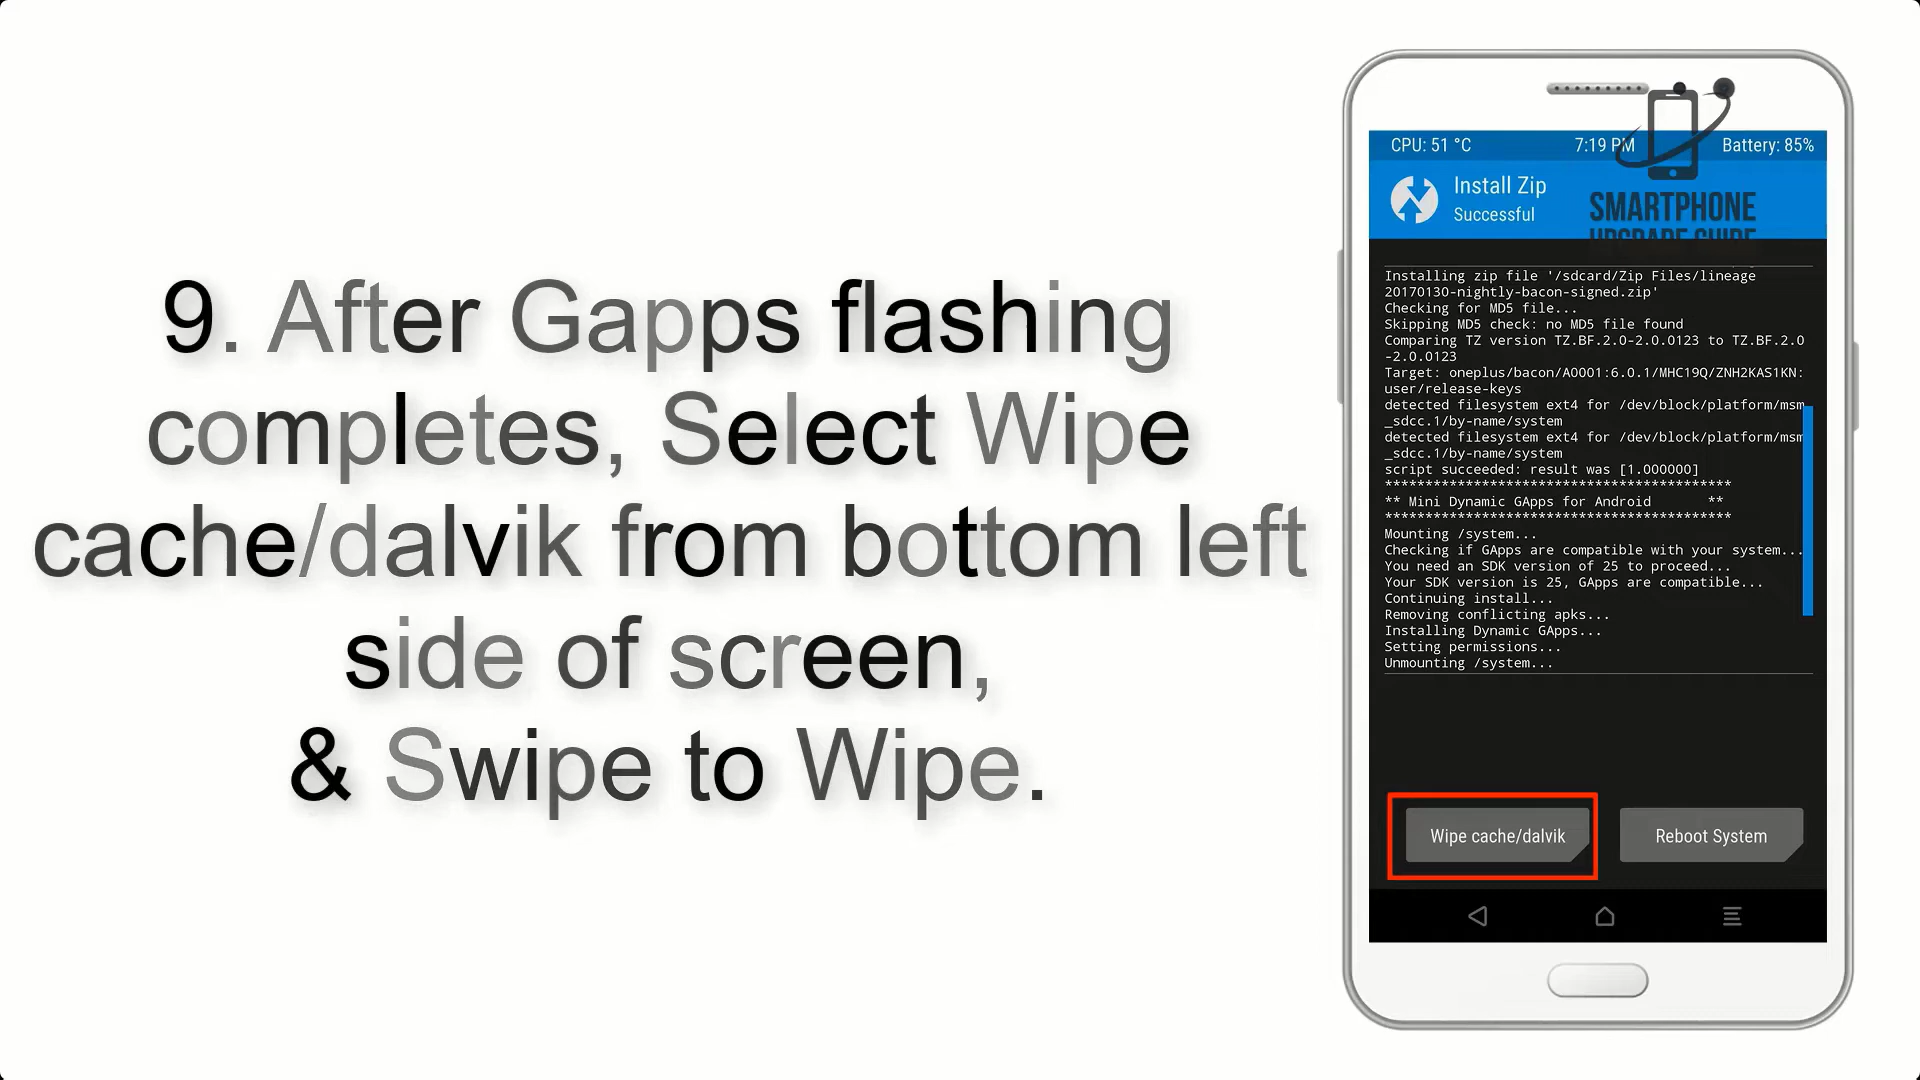 9. After Gapps flashing
completes, Select Wipe
cache/dalvik from bottom left
side of screen,
& Swipe to Wipe.
CPU: 51 °C 7:19 PM Battery: 85%
Install Zip
Successful
SMARTPHONE
UPGRADE GUIDE
Installing zip file '/sdcard/Zip Files/lineage
20170130-nightly-bacon-signed.zip'
Checking for MD5 file...
Skipping MD5 check: no MD5 file found
Comparing TZ version TZ.BF.2.0-2.0.0123 to TZ.BF.2.0
-2.0.0123
Target: oneplus/bacon/A0001:6.0.1/MHC19Q/ZNH2KAS1KN:
user/release-keys
detected filesystem ext4 for /dev/block/platform/msm
_sdcc.1/by-name/system
detected filesystem ext4 for /dev/block/platform/msm
_sdcc.1/by-name/system
script succeeded: result was [1.000000]
*******************************************
** Mini Dynamic GApps for Android **
*******************************************
Mounting /system...
Checking if GApps are compatible with your system...
You need an SDK version of 25 to proceed...
Your SDK version is 25, GApps are compatible...
Continuing install...
Removing conflicting apks...
Installing Dynamic GApps...
Setting permissions...
Unmounting /system...
Wipe cache/dalvik
Reboot System